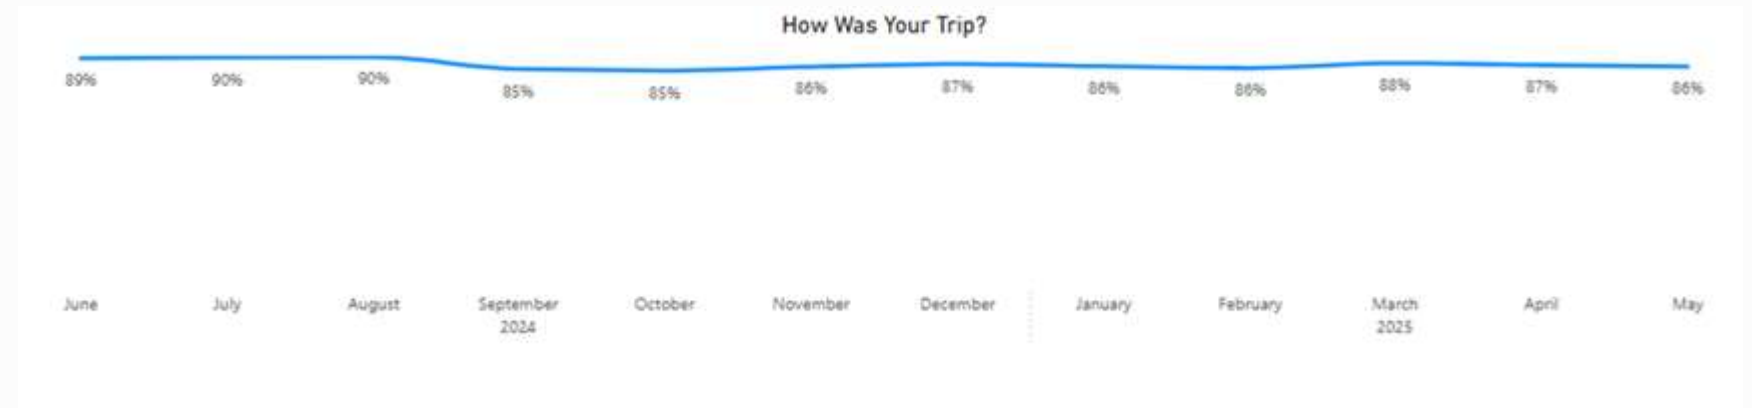 How Was Your Trip?
89% 90% 90% 85% 85% 86% 87% 86% 86% 88% 87% 86%
June July August September October November December January February March April May
2024 2025